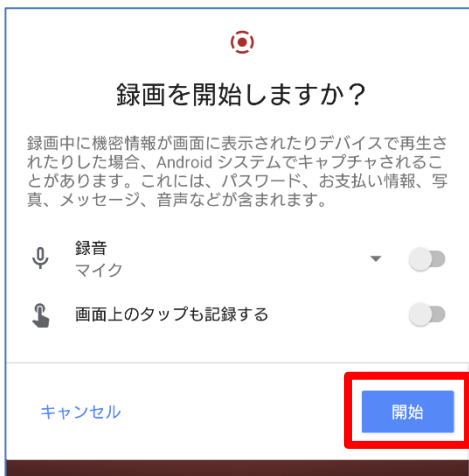 録画を開始しますか？
録画中に機密情報が画面に表示されたりデバイスで再生さ
れたりした場合、Android システムでキャプチャされるこ
とがあります。これには、パスワード、お支払い情報、写
真、メッセージ、音声などが含まれます。
録音
マイク
画面上のタップも記録する
キャンセル
開始